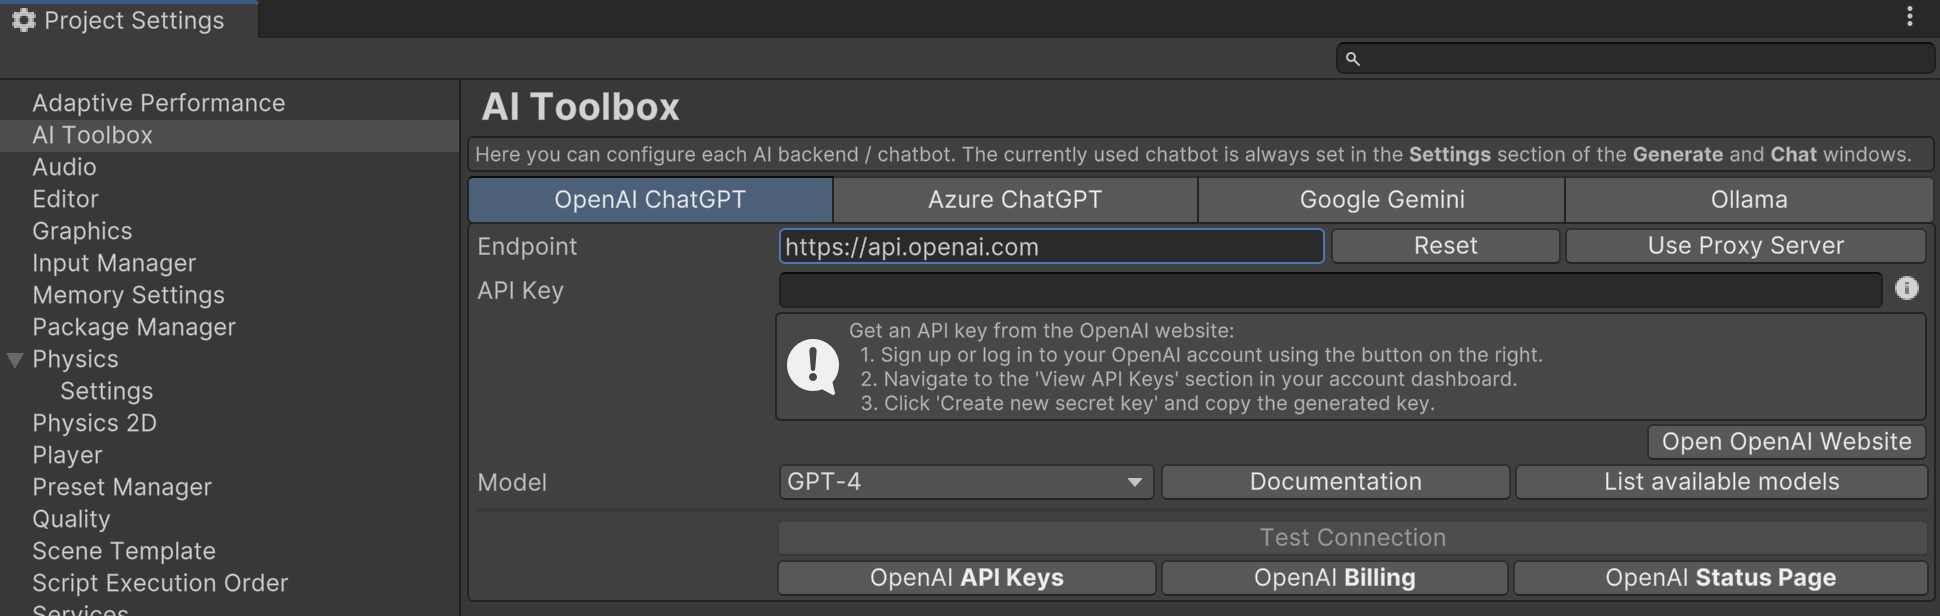 Project Settings
Adaptive Performance
AI Toolbox
Audio
Editor
Graphics
Input Manager
Memory Settings
Package Manager
Physics
Settings
Physics 2D
Player
Preset Manager
Quality
Scene Template
Script Execution Order
Services
AI Toolbox
Here you can configure each AI backend / chatbot. The currently used chatbot is always set in the Settings section of the Generate and Chat windows.
OpenAI ChatGPT Azure ChatGPT Google Gemini Ollama
Endpoint https://api.openai.com Reset Use Proxy Server
API Key
Get an API key from the OpenAI website:
1. Sign up or log in to your OpenAI account using the button on the right.
2. Navigate to the 'View API Keys' section in your account dashboard.
3. Click 'Create new secret key' and copy the generated key.
Open OpenAI Website
Model GPT-4 Documentation List available models
Test Connection
OpenAI API Keys OpenAI Billing OpenAI Status Page